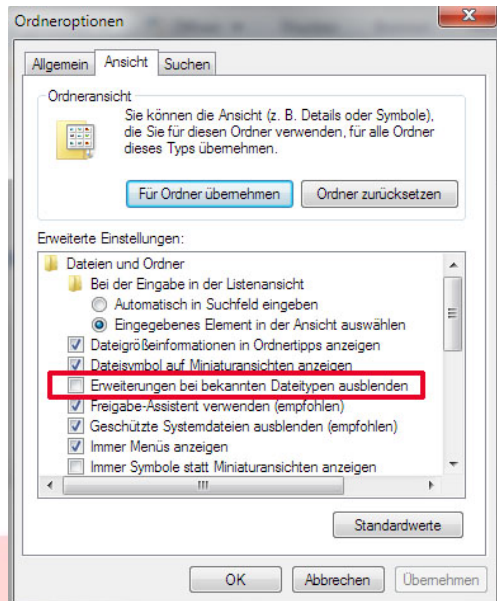 Ordneroptionen
Allgemein Ansicht Suchen
Ordneransicht
Sie können die Ansicht (z. B. Details oder Symbole),
die Sie für diesen Ordner verwenden, für alle Ordner
dieses Typs übernehmen.
Für Ordner übernehmen Ordner zurücksetzen
Erweiterte Einstellungen:
Dateien und Ordner
Bei der Eingabe in der Listenansicht
Automatisch in Suchfeld eingeben
Eingegebenes Element in der Ansicht auswählen
Dateigrößeinformationen in Ordnertipps anzeigen
Dateisymbol auf Miniaturansichten anzeigen
Erweiterungen bei bekannten Dateitypen ausblenden
Freigabe-Assistent verwenden (empfohlen)
Geschützte Systemdateien ausblenden (empfohlen)
Immer Menüs anzeigen
Immer Symbole statt Miniaturansichten anzeigen
Standardwerte
OK Abbrechen Übernehmen